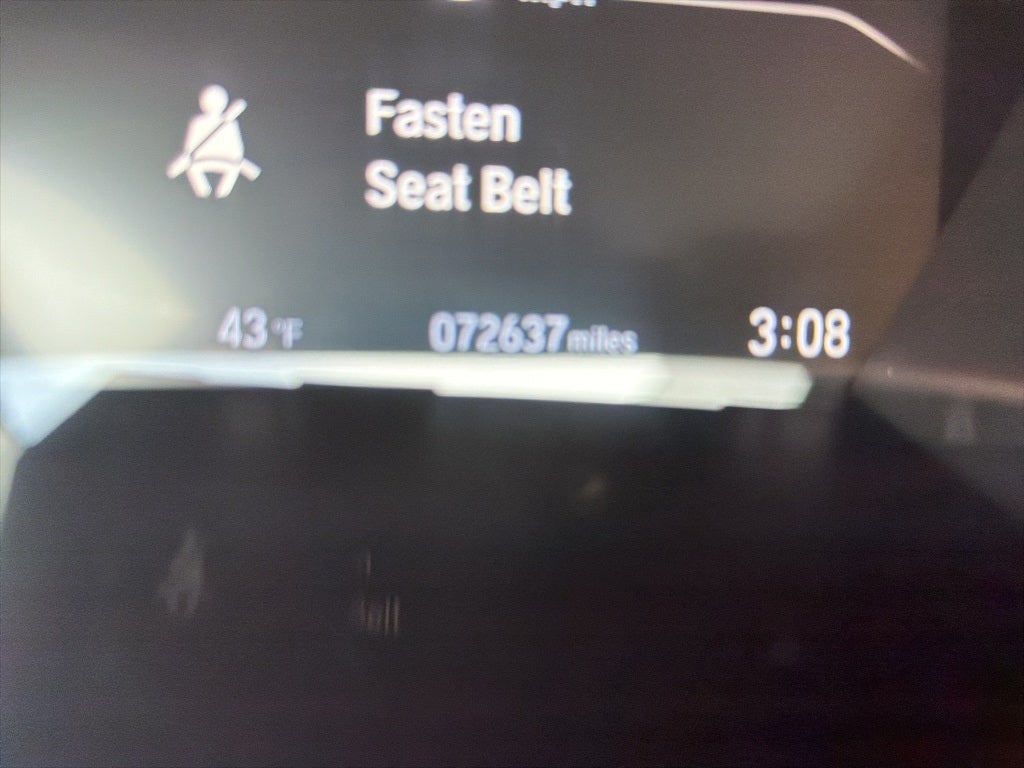 Fasten
Seat Belt
43 °F 072637 miles 3:08